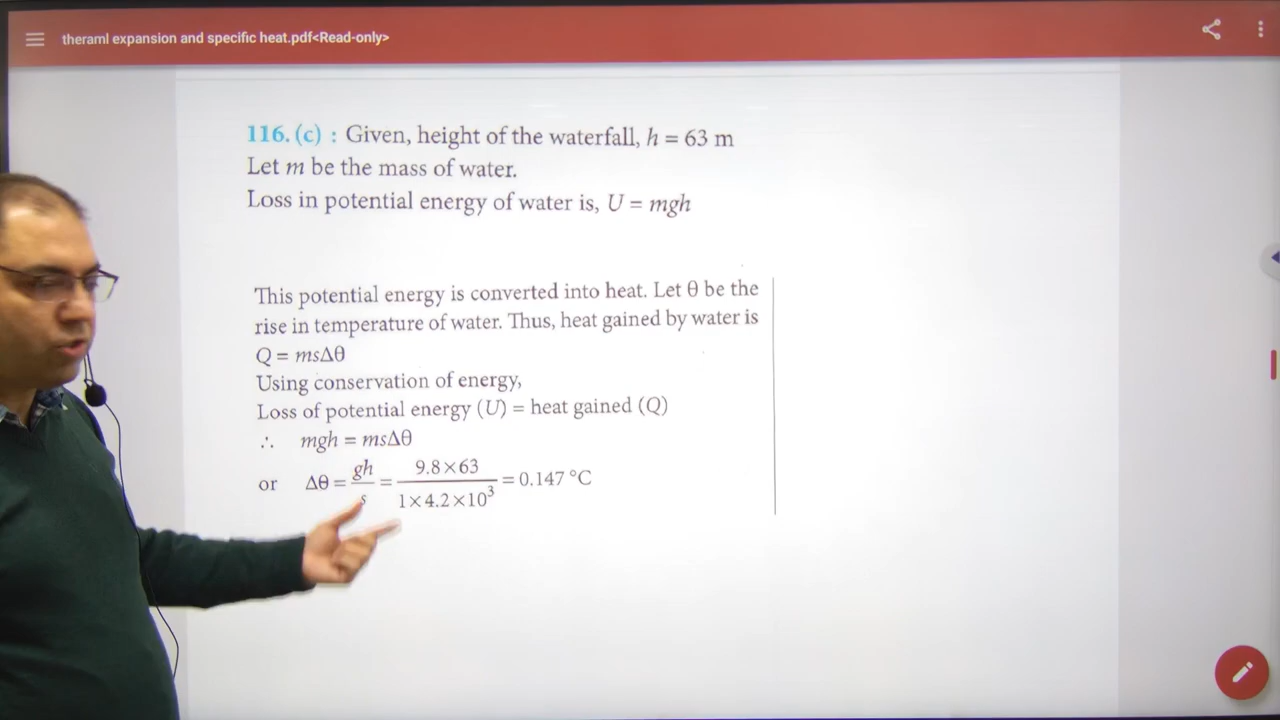 theraml expansion and specific heat.pdf<Read-only>
116. (c) : Given, height of the waterfall, h = 63 m
Let m be the mass of water.
Loss in potential energy of water is, U = mgh
This potential energy is converted into heat. Let θ be the
rise in temperature of water. Thus, heat gained by water is
Q = msΔθ
Using conservation of energy,
Loss of potential energy (U) = heat gained (Q)
∴ mgh = msΔθ
or Δθ = gh/s = 9.8×63/1×4.2×10³ = 0.147 °C